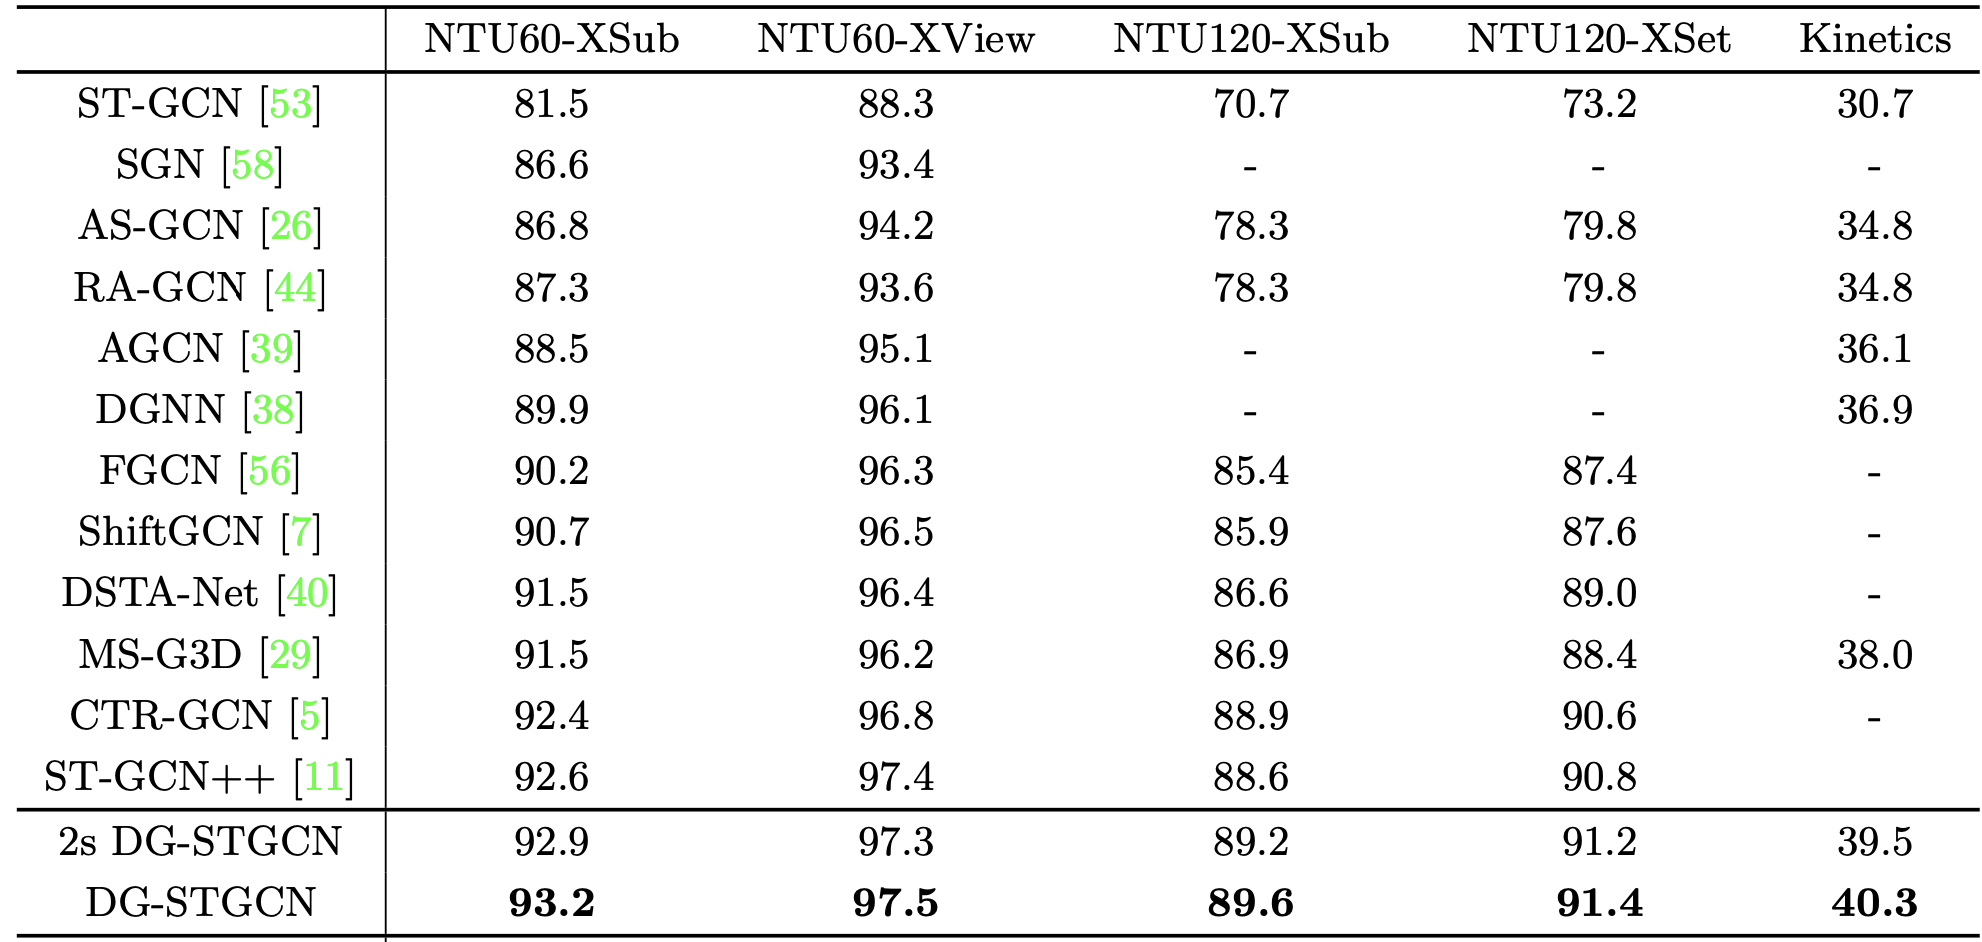 NTU60-XSub NTU60-XView NTU120-XSub NTU120-XSet Kinetics
ST-GCN [53] 81.5 88.3 70.7 73.2 30.7
SGN [58] 86.6 93.4 - - -
AS-GCN [26] 86.8 94.2 78.3 79.8 34.8
RA-GCN [44] 87.3 93.6 78.3 79.8 34.8
AGCN [39] 88.5 95.1 - - 36.1
DGNN [38] 89.9 96.1 - - 36.9
FGCN [56] 90.2 96.3 85.4 87.4 -
ShiftGCN [7] 90.7 96.5 85.9 87.6 -
DSTA-Net [40] 91.5 96.4 86.6 89.0 -
MS-G3D [29] 91.5 96.2 86.9 88.4 38.0
CTR-GCN [5] 92.4 96.8 88.9 90.6 -
ST-GCN++ [11] 92.6 97.4 88.6 90.8
2s DG-STGCN 92.9 97.3 89.2 91.2 39.5
DG-STGCN 93.2 97.5 89.6 91.4 40.3